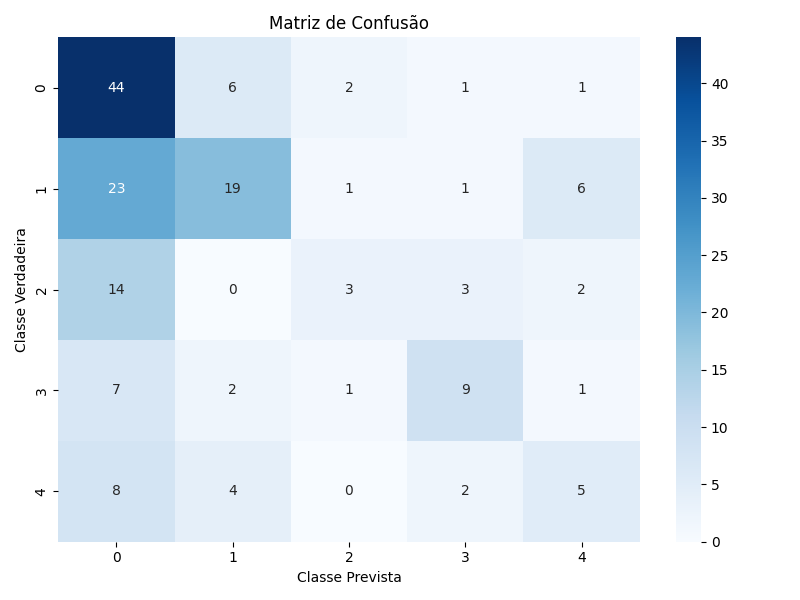 Matriz de Confusão
0 44 6 2 1 1
1 23 19 1 1 6
2 14 0 3 3 2
3 7 2 1 9 1
4 8 4 0 2 5
0 1 2 3 4
Classe Prevista
Classe Verdadeira
40
35
30
25
20
15
10
5
0